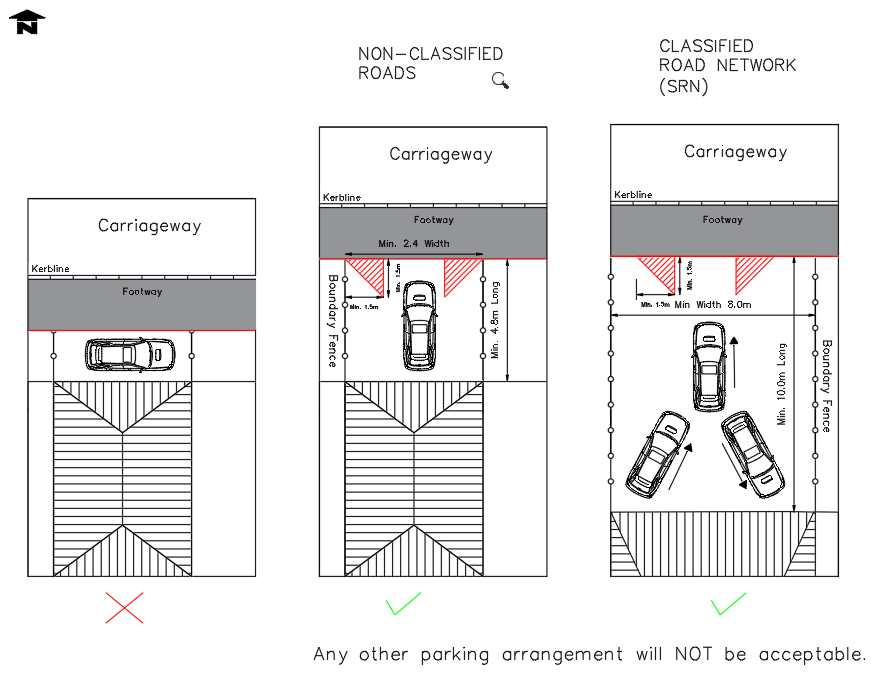 N
NON-CLASSIFIED
ROADS
CLASSIFIED
ROAD NETWORK
(SRN)
Carriageway
Kerbline
Footway
Carriageway
Kerbline
Footway
Min. 2.4 Width
Min. 1.5m
Min. 1.5m
Boundary Fence
Min. 4.8m Long
Carriageway
Kerbline
Footway
Min. 1.5m
Min. 1.5m
Min Width 8.0m
Min. 10.0m Long
Boundary Fence
Any other parking arrangement will NOT be acceptable.